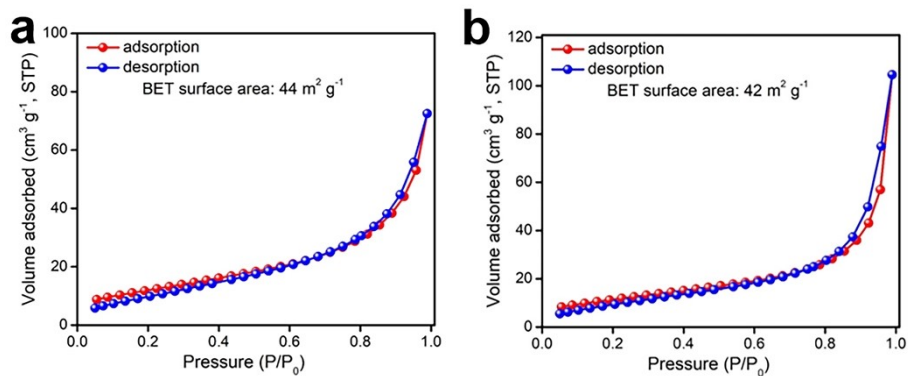 a
100
80
60
40
20
0
Volume adsorbed (cm³ g⁻¹, STP)
adsorption
desorption
BET surface area: 44 m² g⁻¹
0.0 0.2 0.4 0.6 0.8 1.0
Pressure (P/P₀)
b
120
100
80
60
40
20
0
Volume adsorbed (cm³ g⁻¹, STP)
adsorption
desorption
BET surface area: 42 m² g⁻¹
0.0 0.2 0.4 0.6 0.8 1.0
Pressure (P/P₀)